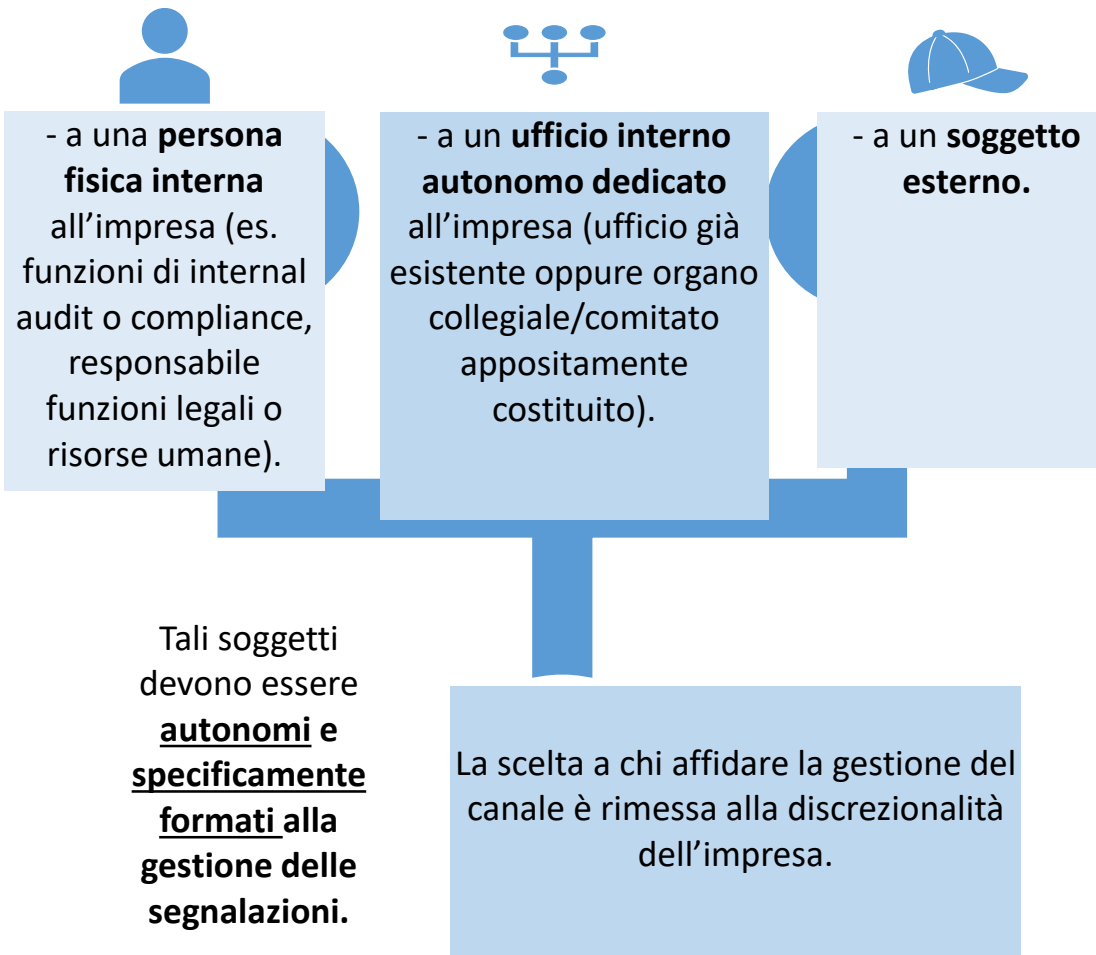 - a una persona
fisica interna
all’impresa (es.
funzioni di internal
audit o compliance,
responsabile
funzioni legali o
risorse umane).
- a un ufficio interno
autonomo dedicato
all’impresa (ufficio già
esistente oppure organo
collegiale/comitato
appositamente
costituito).
- a un soggetto
esterno.
Tali soggetti
devono essere
autonomi e
specificamente
formati alla
gestione delle
segnalazioni.
La scelta a chi affidare la gestione del
canale è rimessa alla discrezionalità
dell’impresa.